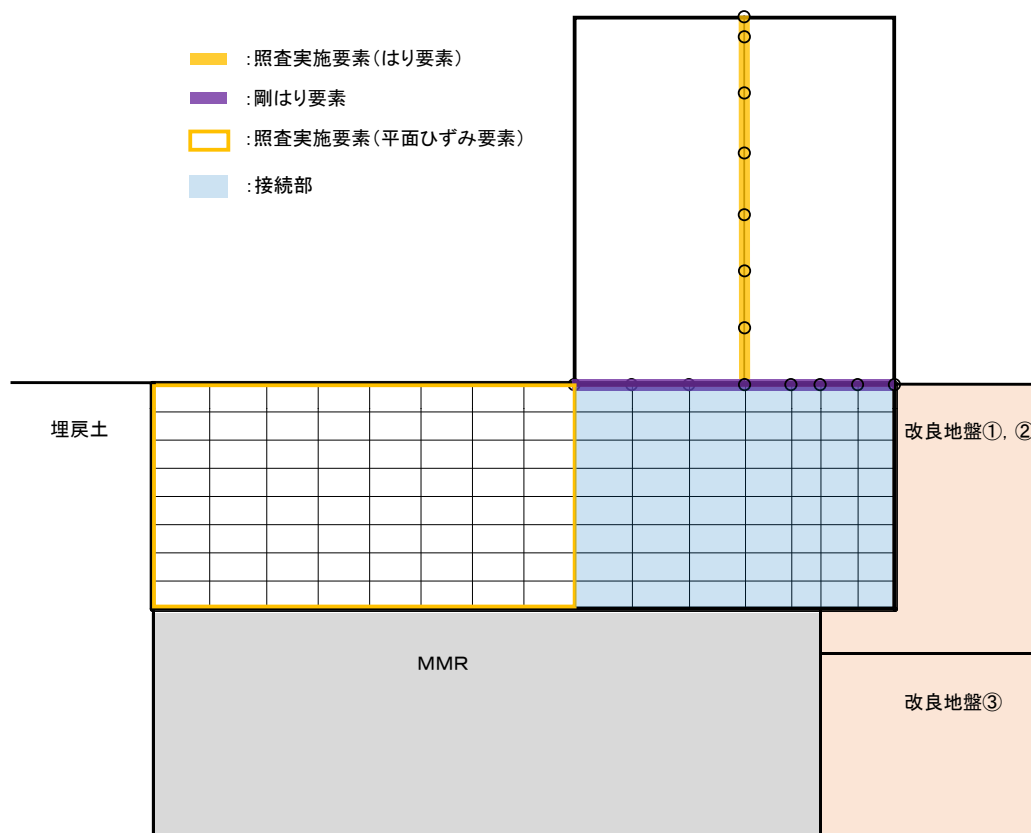 ：照査実施要素（はり要素）
：剛はり要素
：照査実施要素（平面ひずみ要素）
：接続部
埋戻土
改良地盤①，②
MMR
改良地盤③